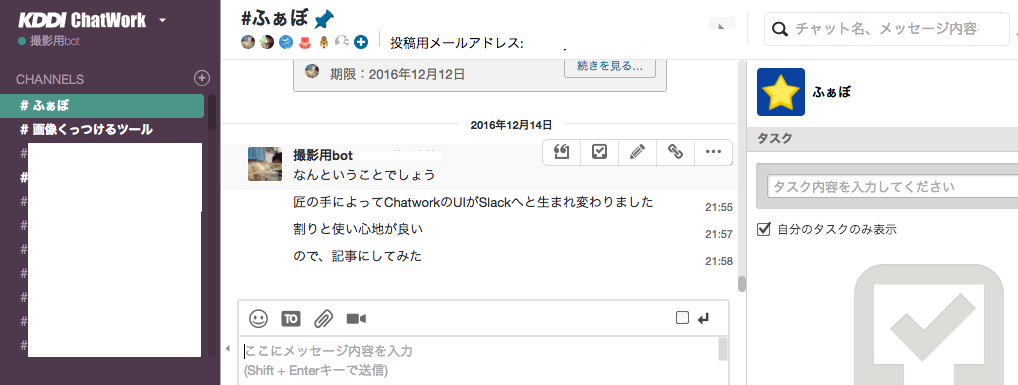 KDDI ChatWork
撮影用bot
CHANNELS
# ふぁぼ
# 画像くっつけるツール
#
#
#
#
#
#
#
#
#
#ふぁぼ
投稿用メールアドレス:
期限：2016年12月12日
続きを見る...
2016年12月14日
撮影用bot
なんということでしょう
匠の手によってChatworkのUIがSlackへと生まれ変わりました
21:55
割りと使い心地が良い
21:57
ので、記事にしてみた
21:58
TO
ここにメッセージ内容を入力
(Shift + Enterキーで送信)
チャット名、メッセージ内容
ふぁぼ
タスク
タスク内容を入力してください
自分のタスクのみ表示